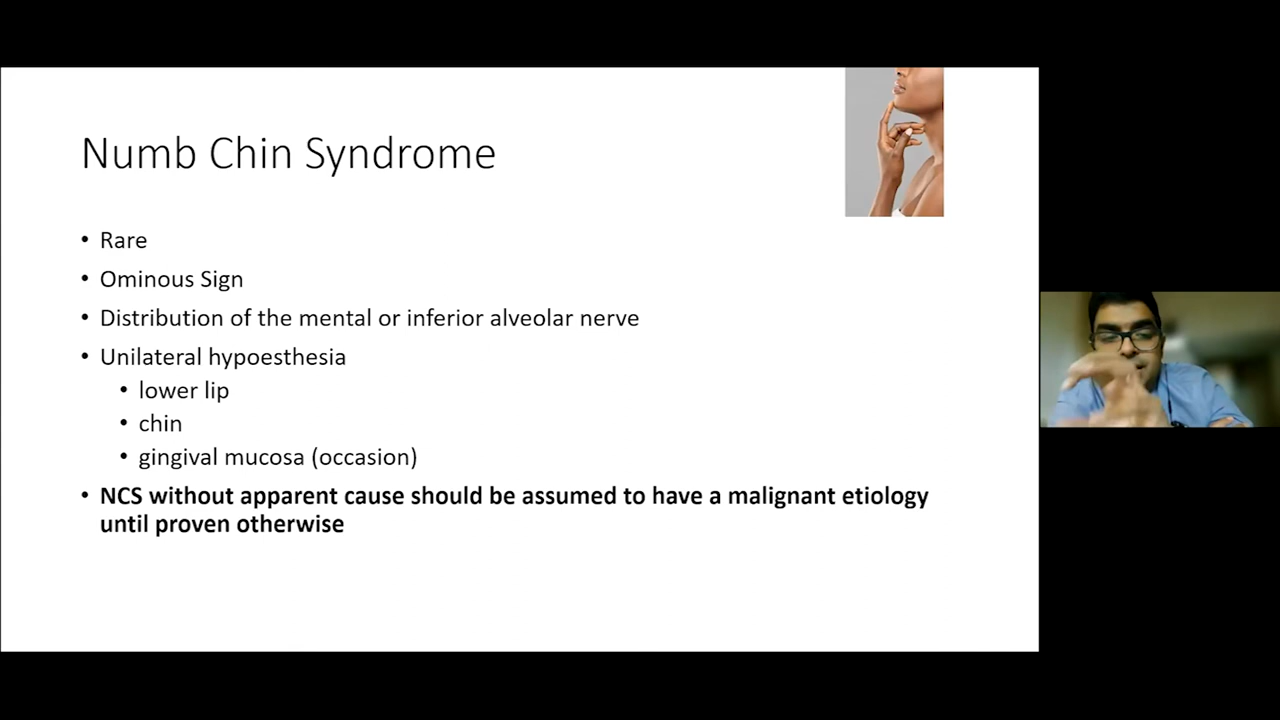 Numb Chin Syndrome
• Rare
• Ominous Sign
• Distribution of the mental or inferior alveolar nerve
• Unilateral hypoesthesia
• lower lip
• chin
• gingival mucosa (occasion)
• NCS without apparent cause should be assumed to have a malignant etiology
until proven otherwise